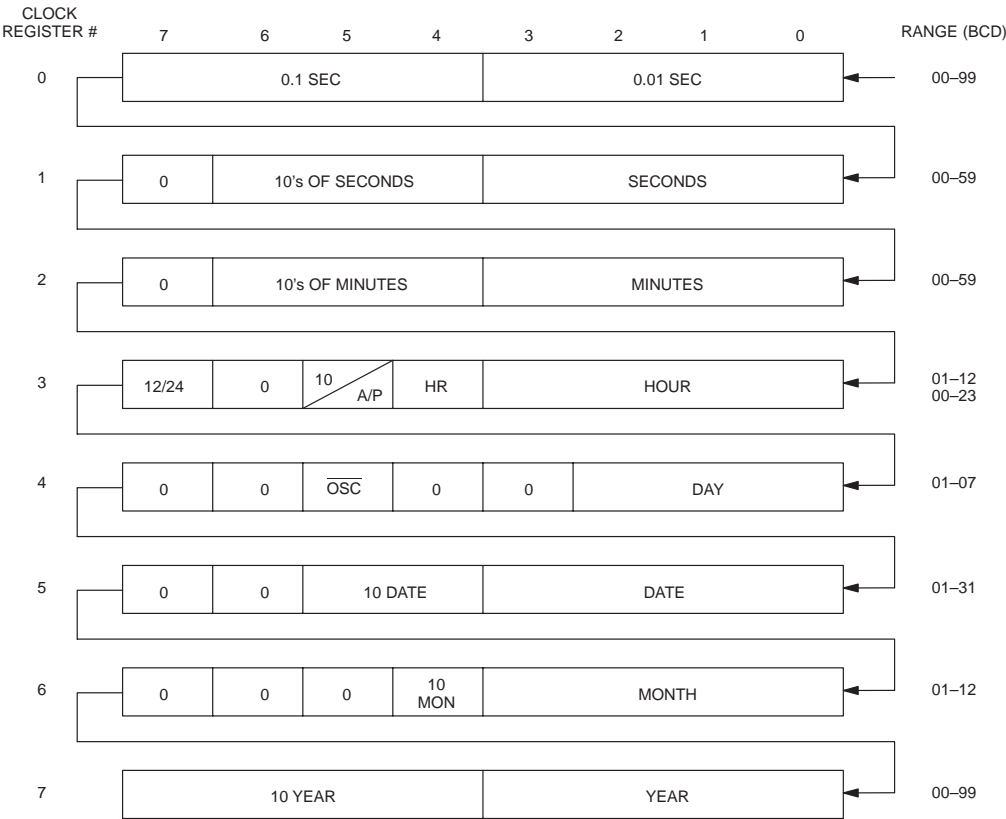 CLOCK
REGISTER # 7 6 5 4 3 2 1 0 RANGE (BCD)
0 0.1 SEC 0.01 SEC 00–99
1 0 10's OF SECONDS SECONDS 00–59
2 0 10's OF MINUTES MINUTES 00–59
3 12/24 0 10 A/P HR HOUR 01–12
00–23
4 0 0 OSC 0 0 DAY 01–07
5 0 0 10 DATE DATE 01–31
6 0 0 0 10 MON MONTH 01–12
7 10 YEAR YEAR 00–99